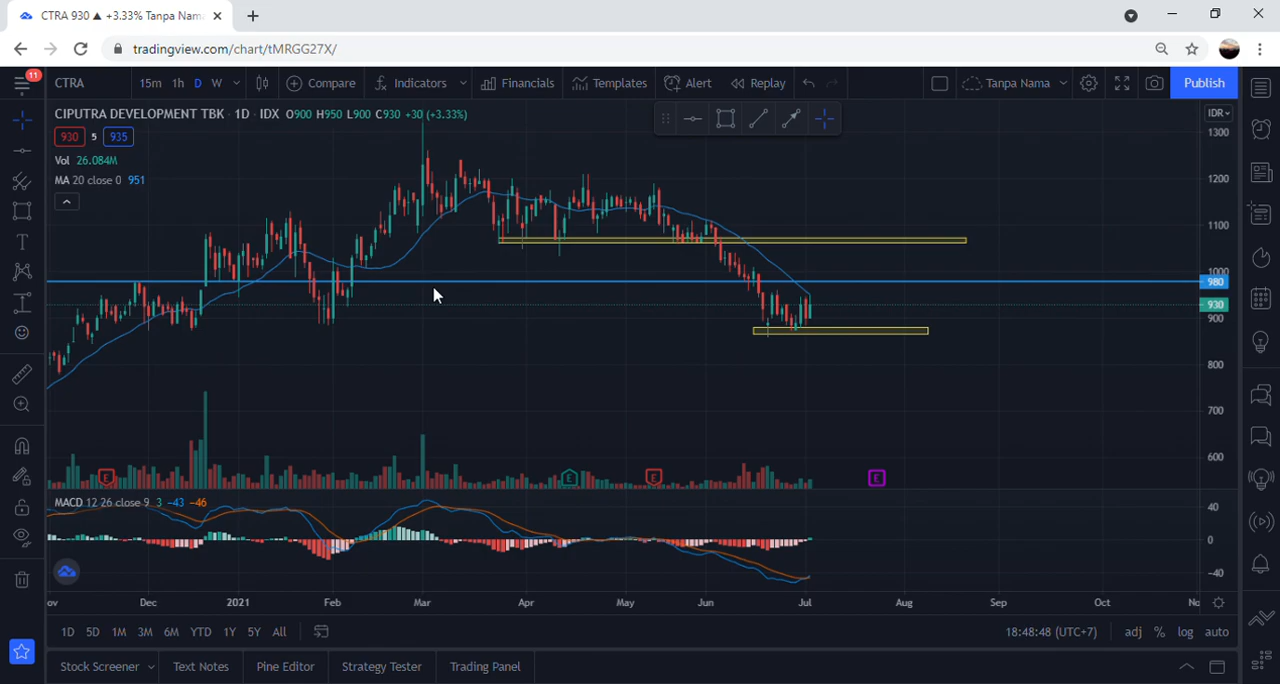 CTRA 930 ▲ +3.33% Tanpa Nam
tradingview.com/chart/tMRGG27X/
11
CTRA 15m 1h D W Compare Indicators Financials Templates Alert Replay Tanpa Nama Publish
CIPUTRA DEVELOPMENT TBK · 1D · IDX O900 H950 L900 C930 +30 (+3.33%)
IDR
930 5 935
Vol 26.084M
MA 20 close 0 951
1300
1200
1100
1000
980
930
900
800
700
600
E E E E
MACD 12 26 close 9 3 -43 -46
40
0
-40
ov Dec 2021 Feb Mar Apr May Jun Jul Aug Sep Oct No
1D 5D 1M 3M 6M YTD 1Y 5Y All 18:48:48 (UTC+7) adj % log auto
Stock Screener Text Notes Pine Editor Strategy Tester Trading Panel